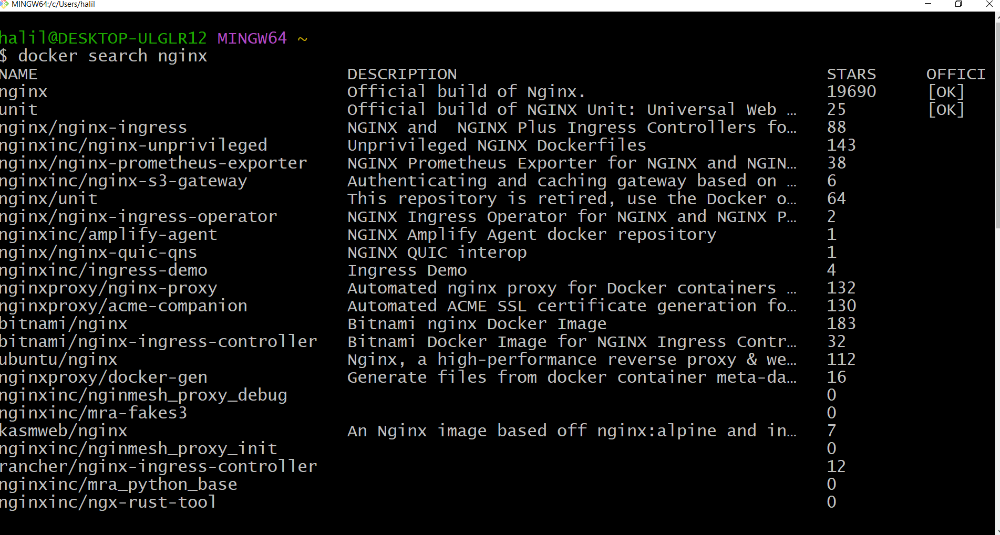 MINGW64:/c/Users/halil
halil@DESKTOP-ULGLR12 MINGW64 ~
$ docker search nginx
NAME DESCRIPTION STARS OFFICI
nginx Official build of Nginx. 19690 [OK]
unit Official build of NGINX Unit: Universal Web … 25 [OK]
nginx/nginx-ingress NGINX and  NGINX Plus Ingress Controllers fo… 88
nginxinc/nginx-unprivileged Unprivileged NGINX Dockerfiles 143
nginx/nginx-prometheus-exporter NGINX Prometheus Exporter for NGINX and NGIN… 38
nginxinc/nginx-s3-gateway Authenticating and caching gateway based on … 6
nginx/unit This repository is retired, use the Docker o… 64
nginx/nginx-ingress-operator NGINX Ingress Operator for NGINX and NGINX P… 2
nginxinc/amplify-agent NGINX Amplify Agent docker repository 1
nginx/nginx-quic-qns NGINX QUIC interop 1
nginxinc/ingress-demo Ingress Demo 4
nginxproxy/nginx-proxy Automated nginx proxy for Docker containers … 132
nginxproxy/acme-companion Automated ACME SSL certificate generation fo… 130
bitnami/nginx Bitnami nginx Docker Image 183
bitnami/nginx-ingress-controller Bitnami Docker Image for NGINX Ingress Contr… 32
ubuntu/nginx Nginx, a high-performance reverse proxy & we… 112
nginxproxy/docker-gen Generate files from docker container meta-da… 16
nginxinc/nginmesh_proxy_debug 0
nginxinc/mra-fakes3 0
kasmweb/nginx An Nginx image based off nginx:alpine and in… 7
nginxinc/nginmesh_proxy_init 0
rancher/nginx-ingress-controller 12
nginxinc/mra_python_base 0
nginxinc/ngx-rust-tool 0